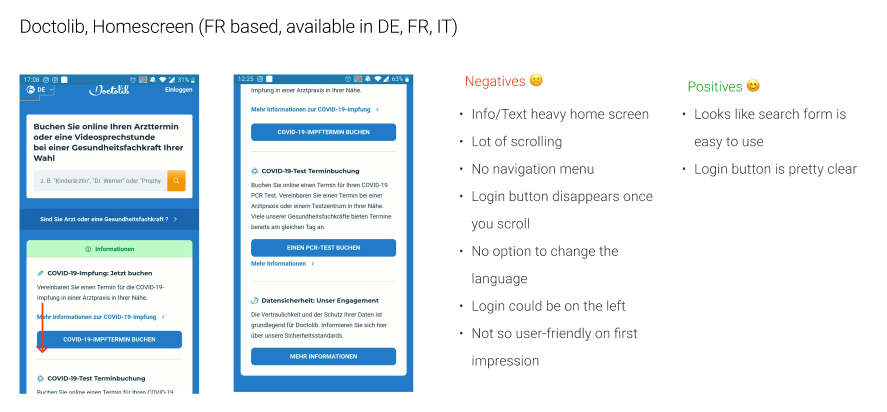 Doctolib, Homescreen (FR based, available in DE, FR, IT)
17:08
31%
DE
Doctolib
Einloggen
Buchen Sie online Ihren Arzttermin
oder eine Videosprechstunde
bei einer Gesundheitsfachkraft Ihrer
Wahl
z. B. "Kinderärztin", "Dr. Werner" oder "Prophy
Sind Sie Arzt oder eine Gesundheitsfachkraft ?
Informationen
COVID-19-Impfung: Jetzt buchen
Vereinbaren Sie einen Termin für die COVID-19-
Impfung in einer Arztpraxis in Ihrer Nähe.
Mehr Informationen zur COVID-19-Impfung
COVID-19-IMPFTERMIN BUCHEN
COVID-19-Test Terminbuchung
Buchen Sie online einen Termin für Ihren COVID-19
12:25
63%
Impfung in einer Arztpraxis in Ihrer Nähe.
Mehr Informationen zur COVID-19-Impfung
COVID-19-IMPFTERMIN BUCHEN
COVID-19-Test Terminbuchung
Buchen Sie online einen Termin für Ihren COVID-19
PCR Test. Vereinbaren Sie einen Termin bei einer
Arztpraxis oder einem Testzentrum in Ihrer Nähe.
Viele unserer Gesundheitsfachkräfte bieten Termine
bereits am gleichen Tag an.
EINEN PCR-TEST BUCHEN
Mehr Informationen
Datensicherheit: Unser Engagement
Die Vertraulichkeit und der Schutz Ihrer Daten ist
grundlegend für Doctolib. Informieren Sie sich hier
über unsere Sicherheitsstandards.
MEHR INFORMATIONEN
Negatives 😕
• Info/Text heavy home screen
• Lot of scrolling
• No navigation menu
• Login button disappears once
you scroll
• No option to change the
language
• Login could be on the left
• Not so user-friendly on first
impression
Positives 😊
• Looks like search form is
easy to use
• Login button is pretty clear